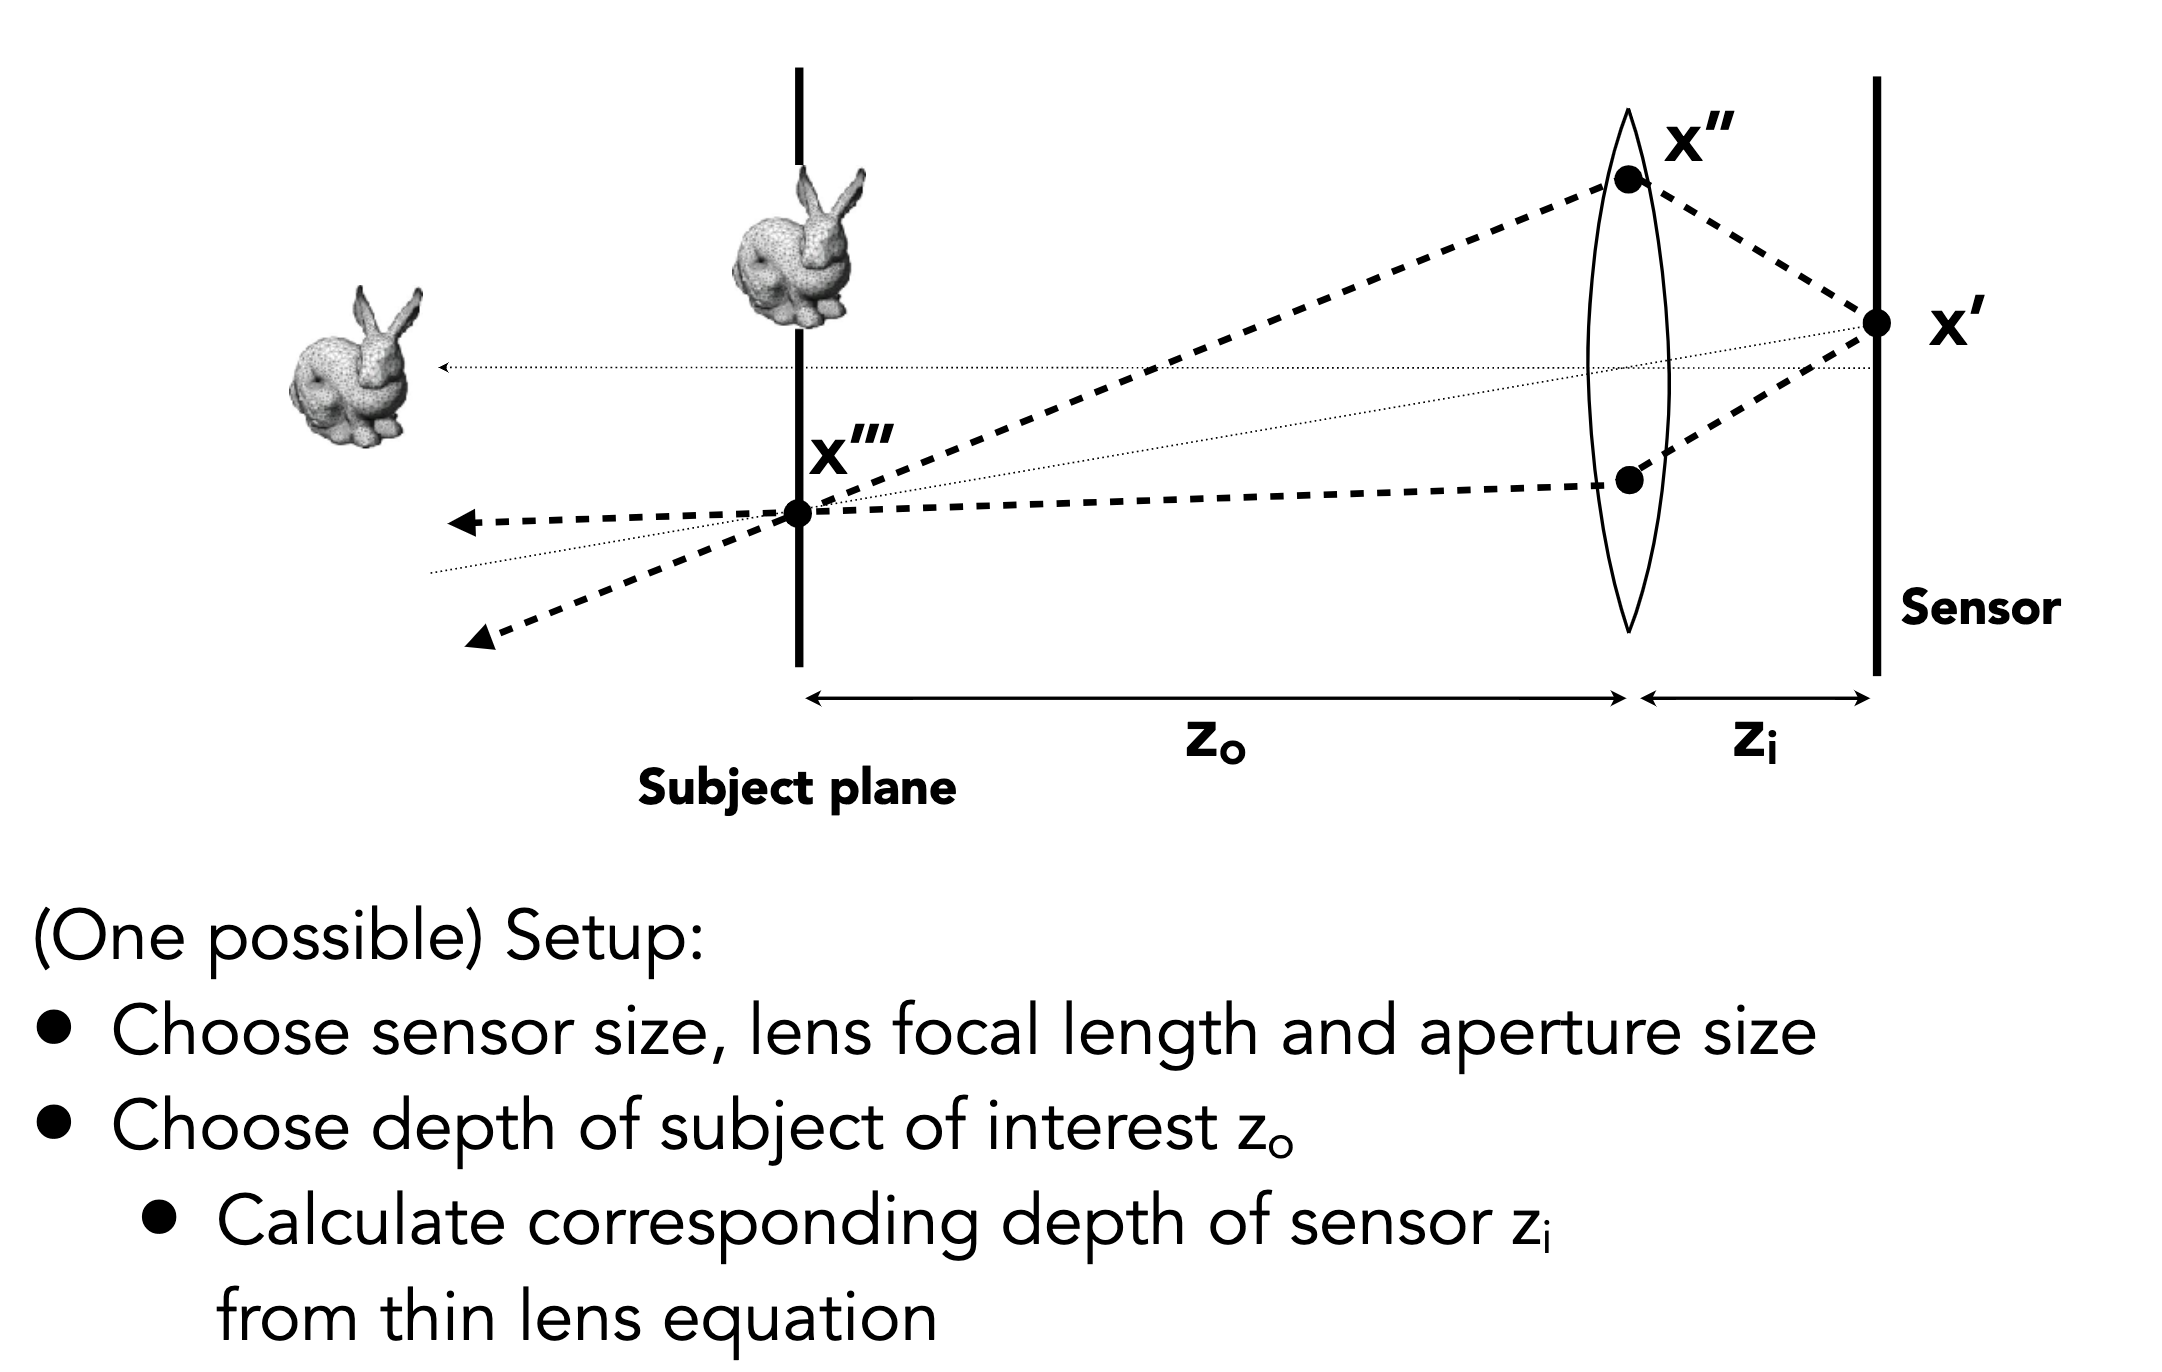 x″
x′
x‴
Sensor
zₒ
zᵢ
Subject plane
(One possible) Setup:
• Choose sensor size, lens focal length and aperture size
• Choose depth of subject of interest zₒ
• Calculate corresponding depth of sensor zᵢ
from thin lens equation